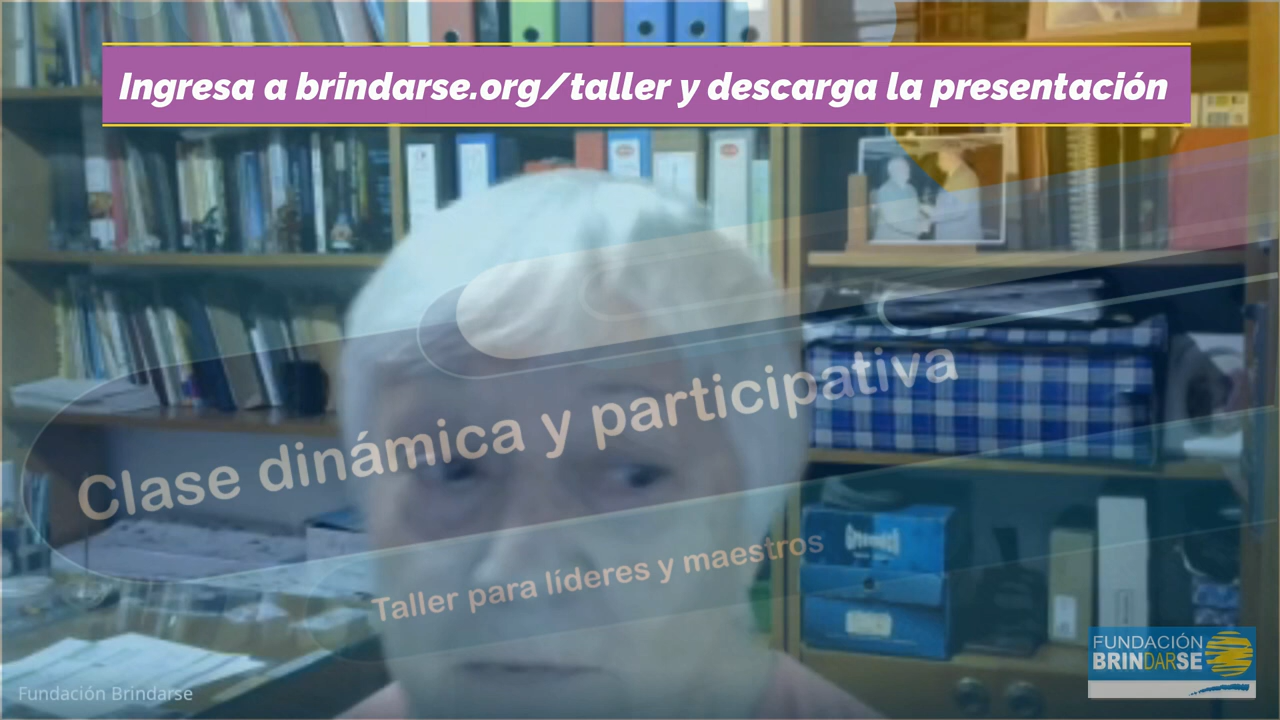 Ingresa a brindarse.org/taller y descarga la presentación
Clase dinámica y participativa
Taller para líderes y maestros
FUNDACIÓN
BRINDARSE
Fundación Brindarse